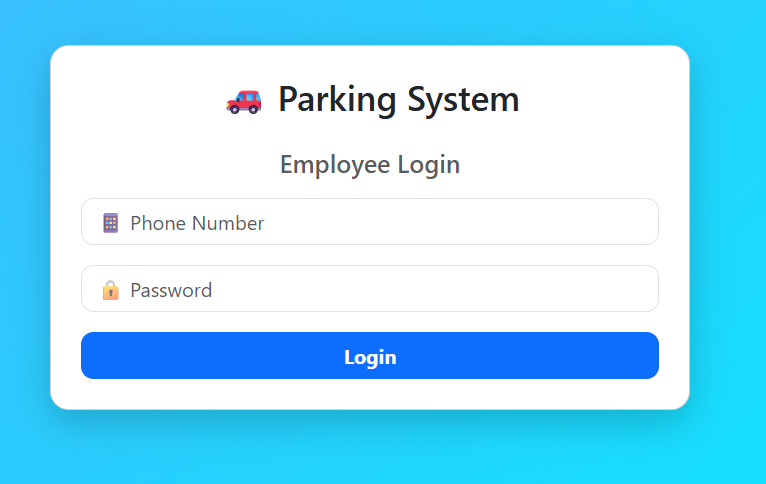 Parking System
Employee Login
Phone Number
Password
Login